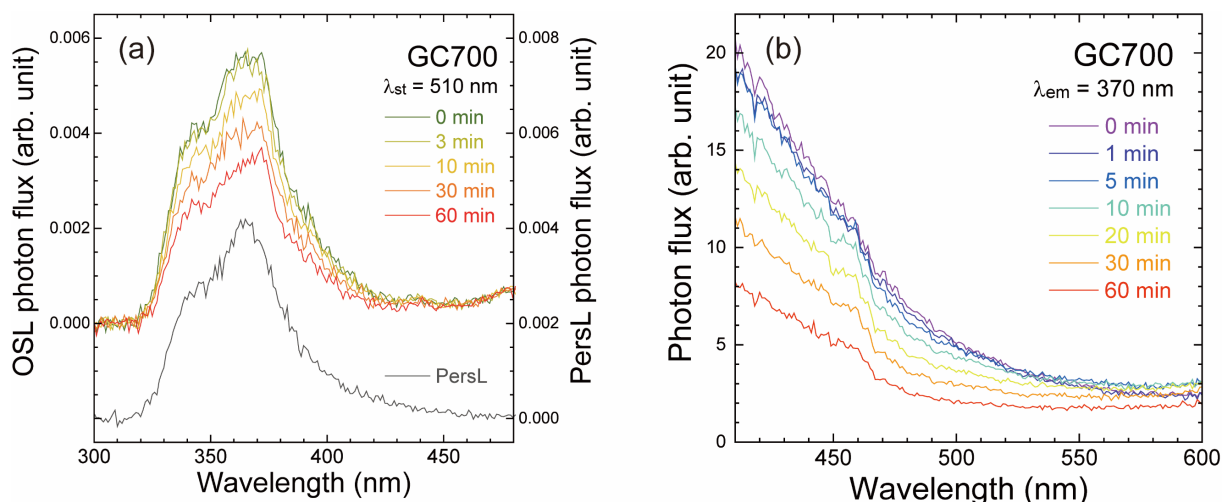 (a)
GC700
λst = 510 nm
0 min
3 min
10 min
30 min
60 min
PersL
OSL photon flux (arb. unit)
0.006
0.004
0.002
0.000
PersL photon flux (arb. unit)
0.008
0.006
0.004
0.002
0.000
300 350 400 450
Wavelength (nm)
(b)
GC700
λem = 370 nm
0 min
1 min
5 min
10 min
20 min
30 min
60 min
Photon flux (arb. unit)
20
15
10
5
0
450 500 550 600
Wavelength (nm)